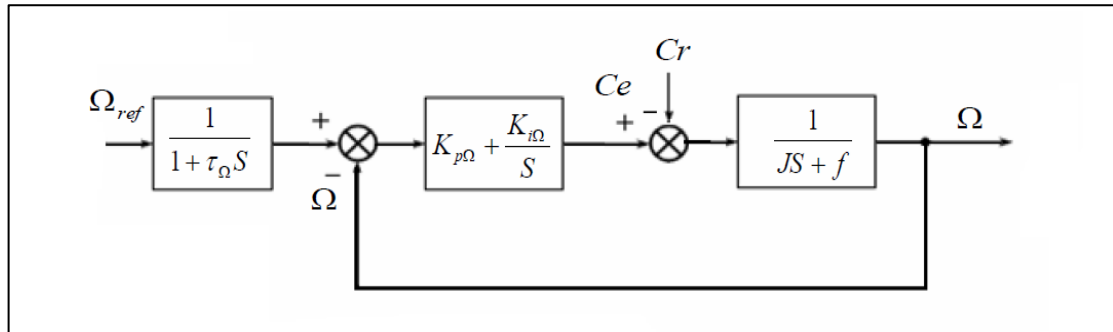 Cr
Ce
Ω_ref
1
1 + τ_Ω S
+
−
Ω
K_pΩ + K_iΩ
S
+
−
1
JS + f
Ω